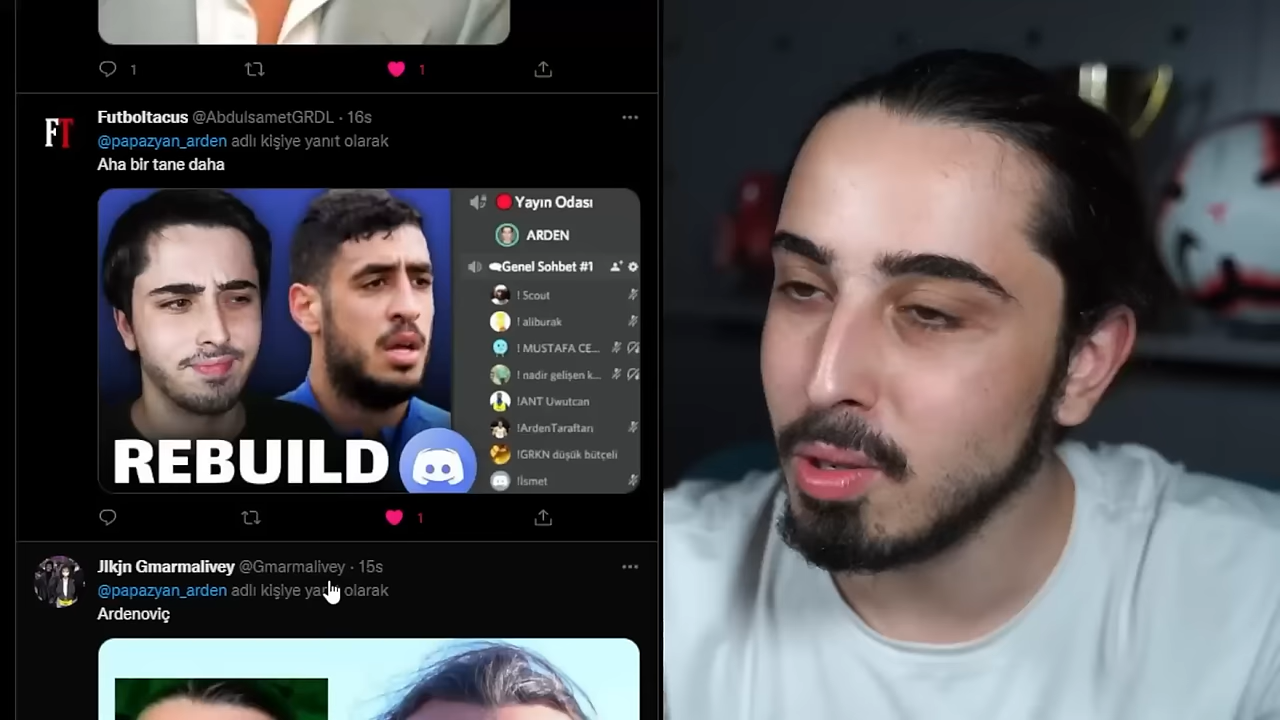 1
1
Futboltacus @AbdulsametGRDL · 16s
@papazyan_arden adlı kişiye yanıt olarak
Aha bir tane daha
FT
Yayın Odası
ARDEN
Genel Sohbet #1
! Scout
! aliburak
! MUSTAFA CE...
! nadir gelişen k...
!ANT Uwutcan
!ArdenTaraftarı
!GRKN düşük bütçeli
!İsmet
REBUILD
1
Jlkjn Gmarmalivey @Gmarmalivey · 15s
@papazyan_arden adlı kişiye yanıt olarak
Ardenoviç